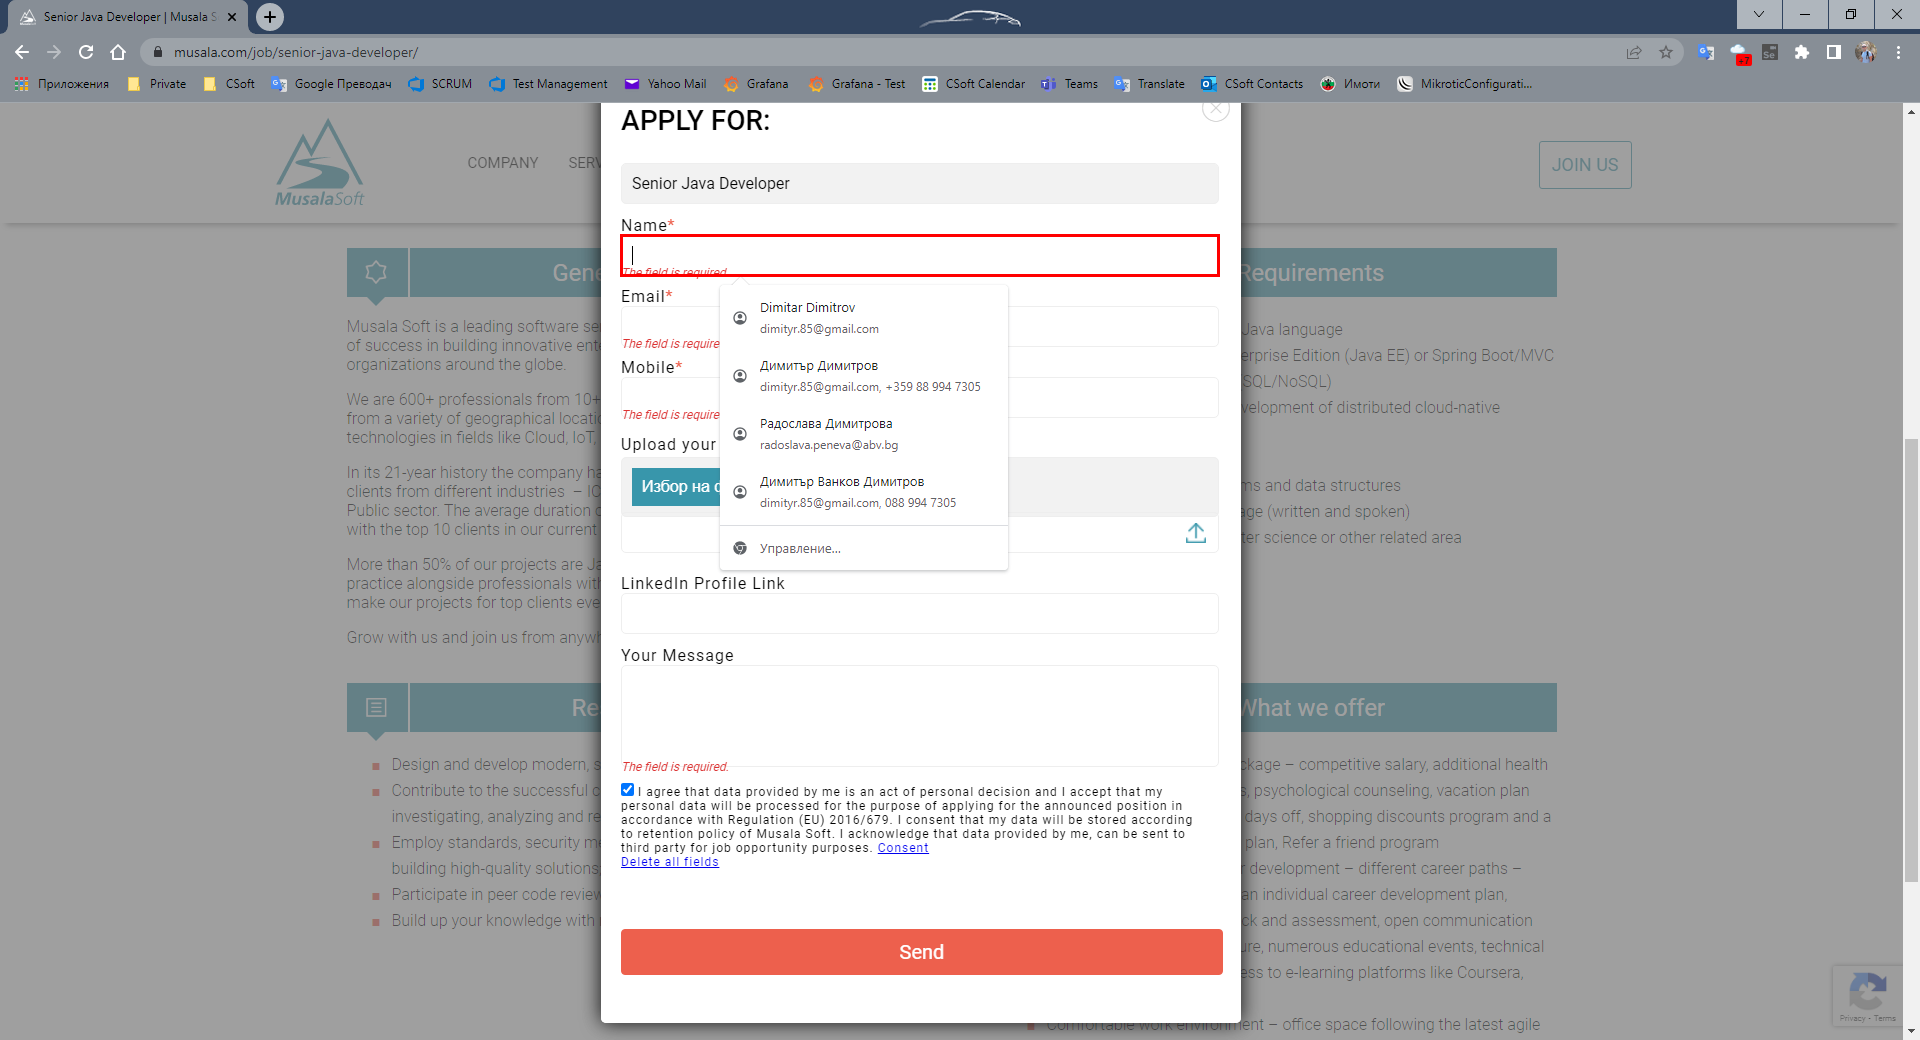 Senior Java Developer | Musala S
musala.com/job/senior-java-developer/
Приложения
Private
CSoft
Google Преводач
SCRUM
Test Management
Yahoo Mail
Grafana
Grafana - Test
CSoft Calendar
Teams
Translate
CSoft Contacts
Имоти
MikroticConfigurati...
MusalaSoft
COMPANY
SERV
JOIN US
APPLY FOR:
Senior Java Developer
Name*
The field is required.
Email*
The field is require
Mobile*
The field is require
Upload your
Избор на
LinkedIn Profile Link
Your Message
The field is required.
I agree that data provided by me is an act of personal decision and I accept that my
personal data will be processed for the purpose of applying for the announced position in
accordance with Regulation (EU) 2016/679. I consent that my data will be stored according
to retention policy of Musala Soft. I acknowledge that data provided by me, can be sent to
third party for job opportunity purposes. Consent
Delete all fields
Send
Dimitar Dimitrov
dimityr.85@gmail.com
Димитър Димитров
dimityr.85@gmail.com, +359 88 994 7305
Радослава Димитрова
radoslava.peneva@abv.bg
Димитър Ванков Димитров
dimityr.85@gmail.com, 088 994 7305
Управление...
Gene
Musala Soft is a leading software se
of success in building innovative ente
organizations around the globe.
We are 600+ professionals from 10+
from a variety of geographical locatio
technologies in fields like Cloud, IoT,
In its 21-year history the company ha
clients from different industries – IC
Public sector. The average duration o
with the top 10 clients in our current
More than 50% of our projects are Ja
practice alongside professionals with
make our projects for top clients eve
Grow with us and join us from anywh
Requirements
Java language
erprise Edition (Java EE) or Spring Boot/MVC
SQL/NoSQL)
velopment of distributed cloud-native
ms and data structures
age (written and spoken)
ter science or other related area
Re
Design and develop modern, s
Contribute to the successful c
investigating, analyzing and re
Employ standards, security me
building high-quality solutions
Participate in peer code review
Build up your knowledge with
What we offer
ckage – competitive salary, additional health
s, psychological counseling, vacation plan
days off, shopping discounts program and a
plan, Refer a friend program
r development – different career paths –
an individual career development plan,
ck and assessment, open communication
ure, numerous educational events, technical
ess to e-learning platforms like Coursera,
Comfortable work environment – office space following the latest agile
Privacy - Terms